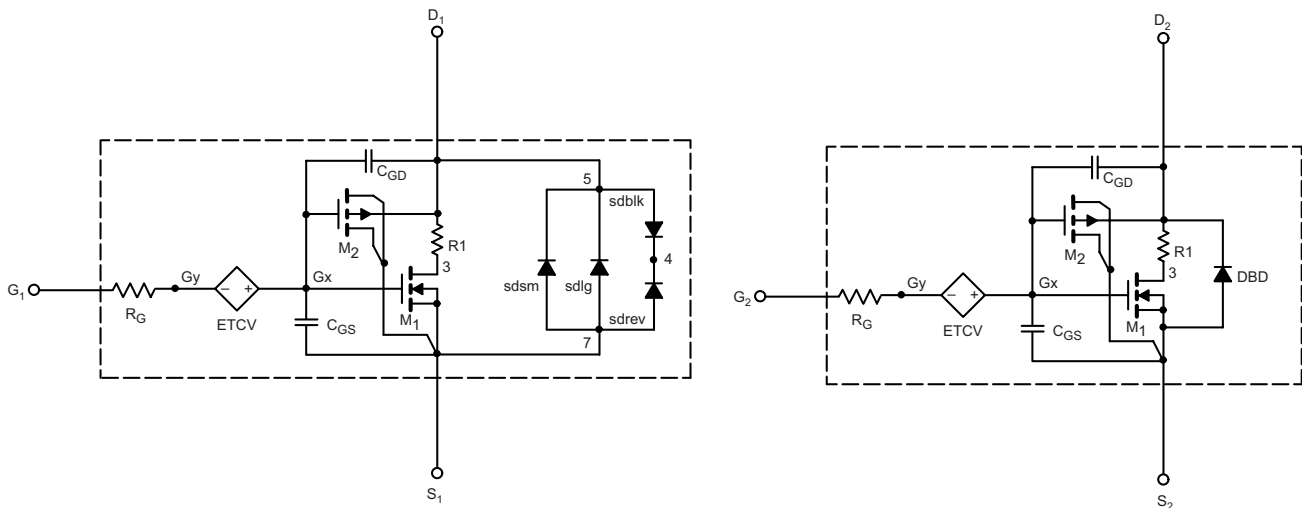 D1
CGD
5
sdblk
M2
R1
3
4
Gy
Gx
sdsm
sdlg
G1
RG
ETCV
− +
M1
CGS
sdrev
7
S1
D2
CGD
M2
R1
3
DBD
Gy
Gx
G2
RG
ETCV
− +
M1
CGS
S2